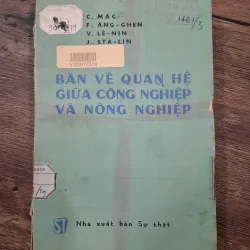 C. MÁC
F. ĂNG-GHEN
V. LÊ-NIN
J. STA-LIN
BÀN VỀ QUAN HỆ
GIỮA CÔNG NGHIỆP
VÀ NÔNG NGHIỆP
ST
Nhà xuất bản Sự thật